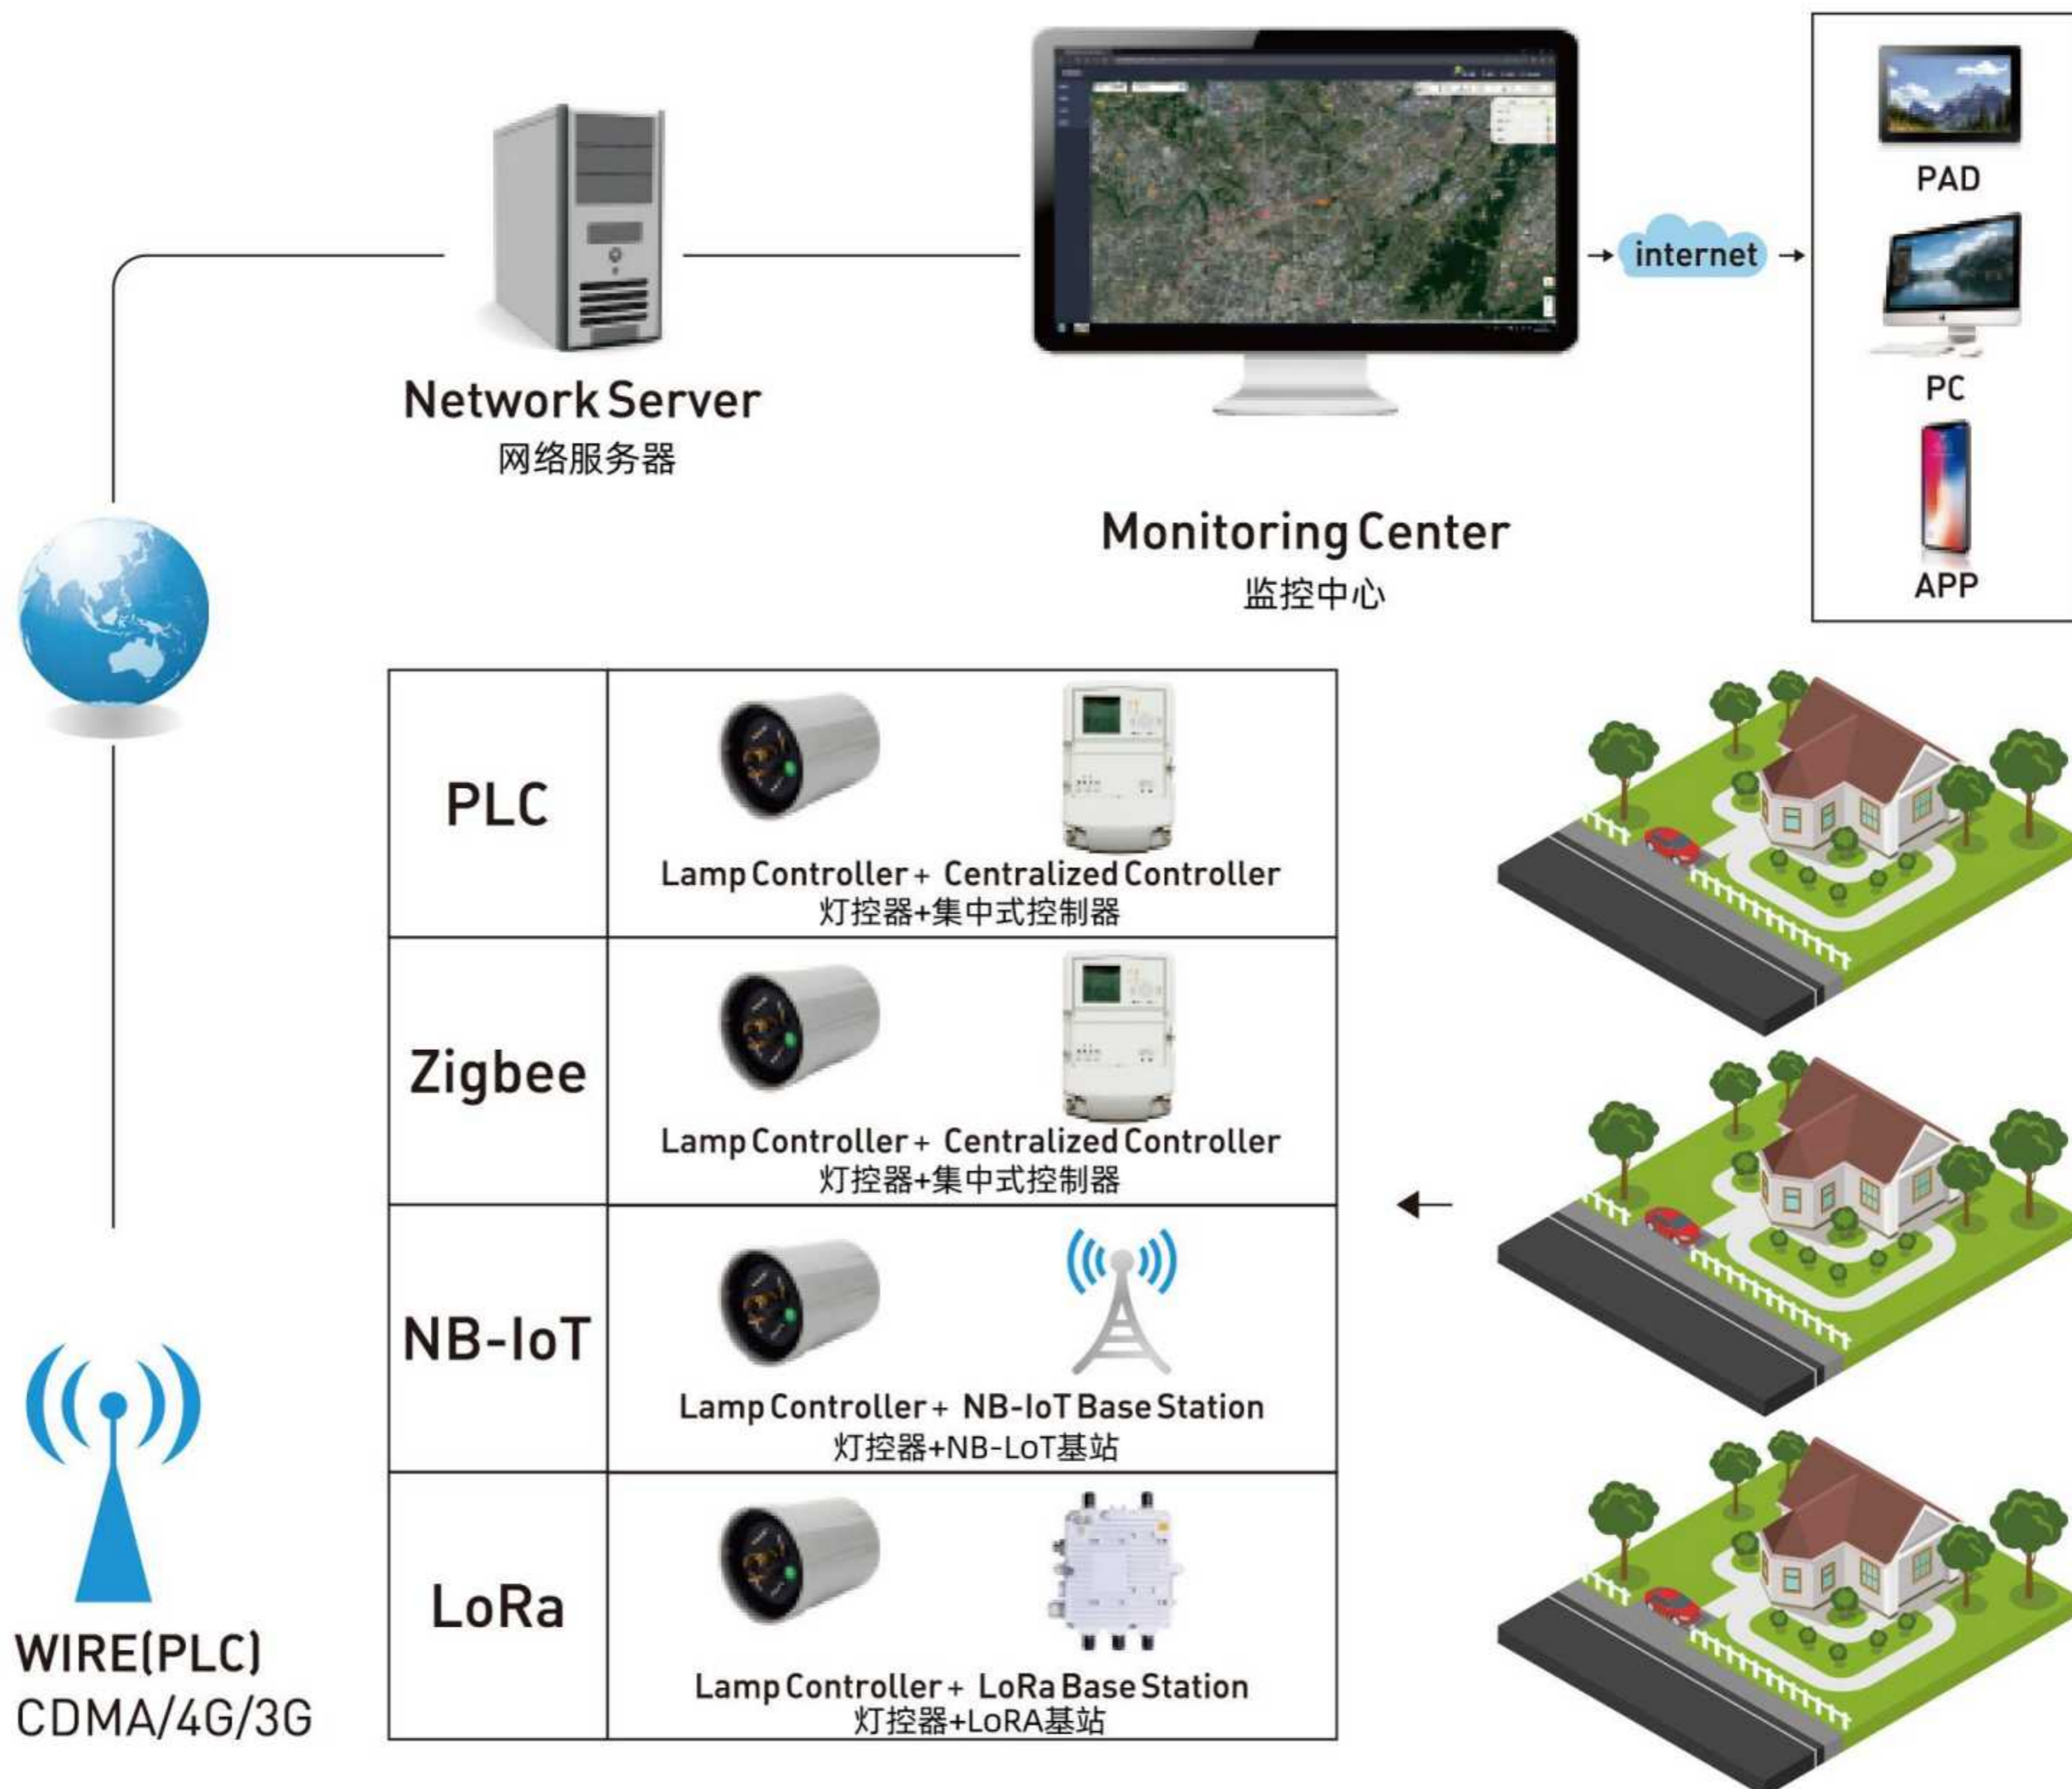 PAD
internet
PC
Network Server
网络服务器
Monitoring Center
监控中心
APP
PLC
Lamp Controller + Centralized Controller
灯控器+集中式控制器
Zigbee
Lamp Controller + Centralized Controller
灯控器+集中式控制器
NB-IoT
Lamp Controller + NB-IoT Base Station
灯控器+NB-LoT基站
LoRa
Lamp Controller + LoRa Base Station
灯控器+LoRA基站
WIRE(PLC)
CDMA/4G/3G